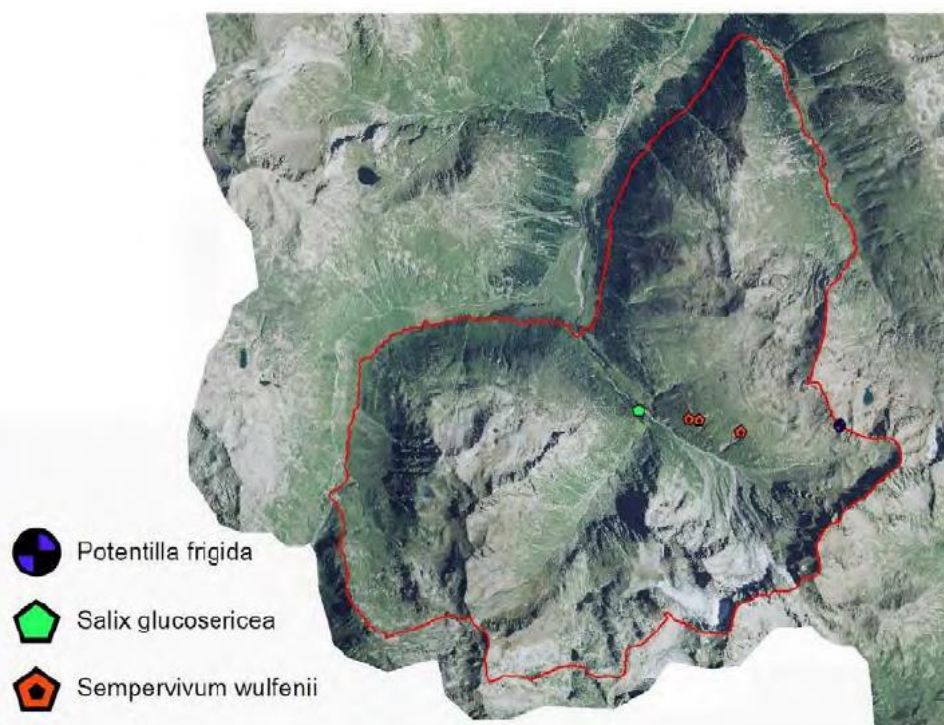 Potentilla frigida
Salix glucosericea
Sempervivum wulfenii